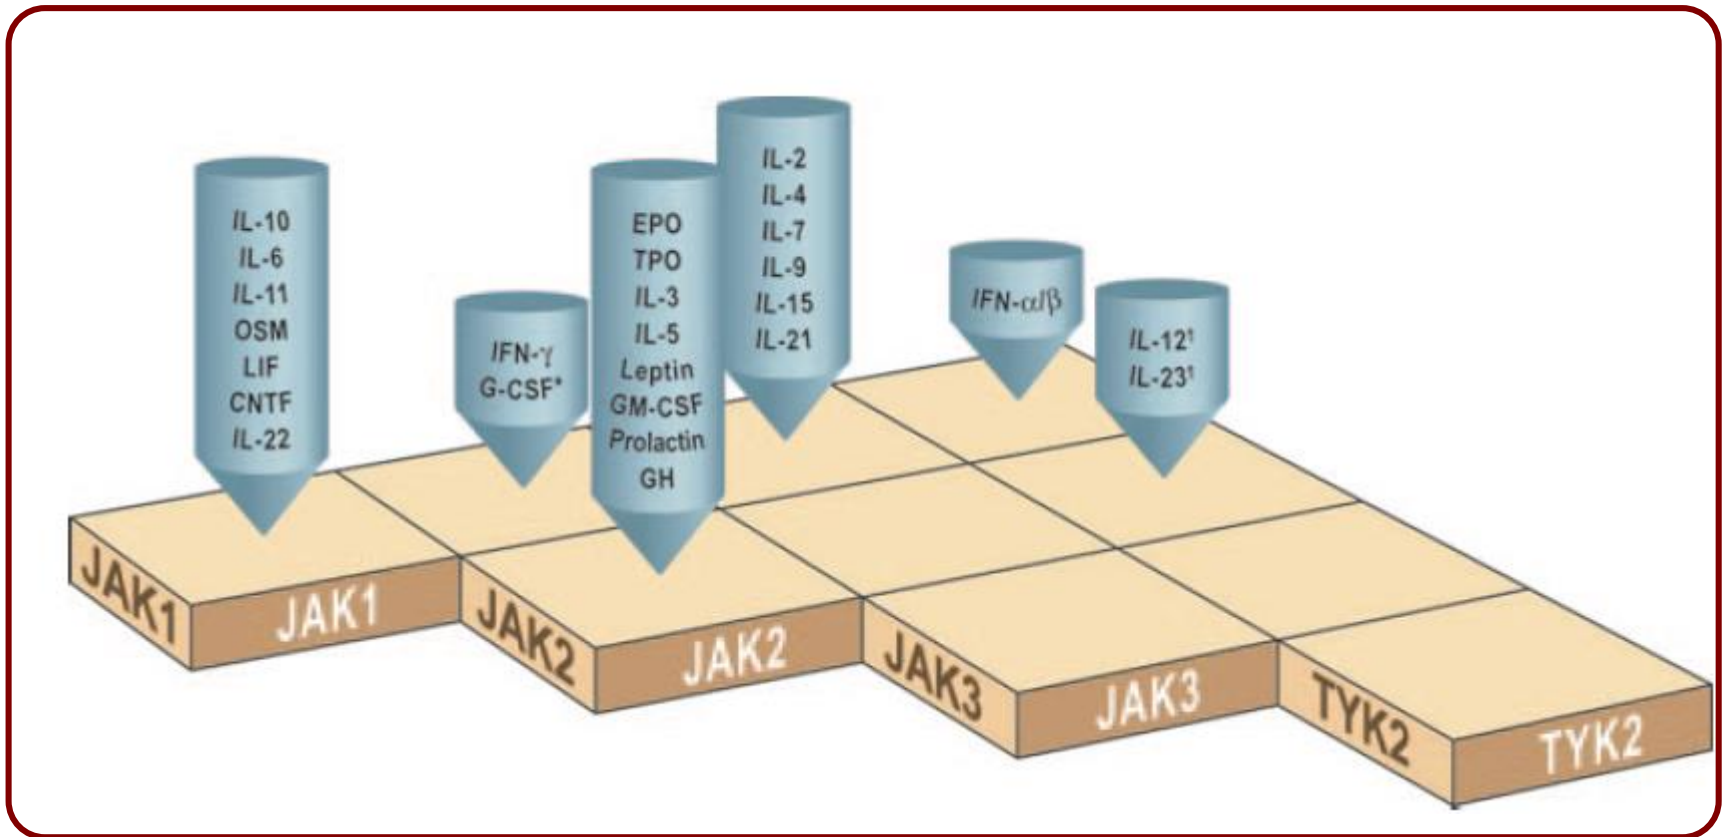 IL-10
IL-6
IL-11
OSM
LIF
CNTF
IL-22
IFN-γ
G-CSF*
EPO
TPO
IL-3
IL-5
Leptin
GM-CSF
Prolactin
GH
IL-2
IL-4
IL-7
IL-9
IL-15
IL-21
IFN-α/β
IL-12¹
IL-23¹
JAK1
JAK1
JAK2
JAK2
JAK3
JAK3
TYK2
TYK2